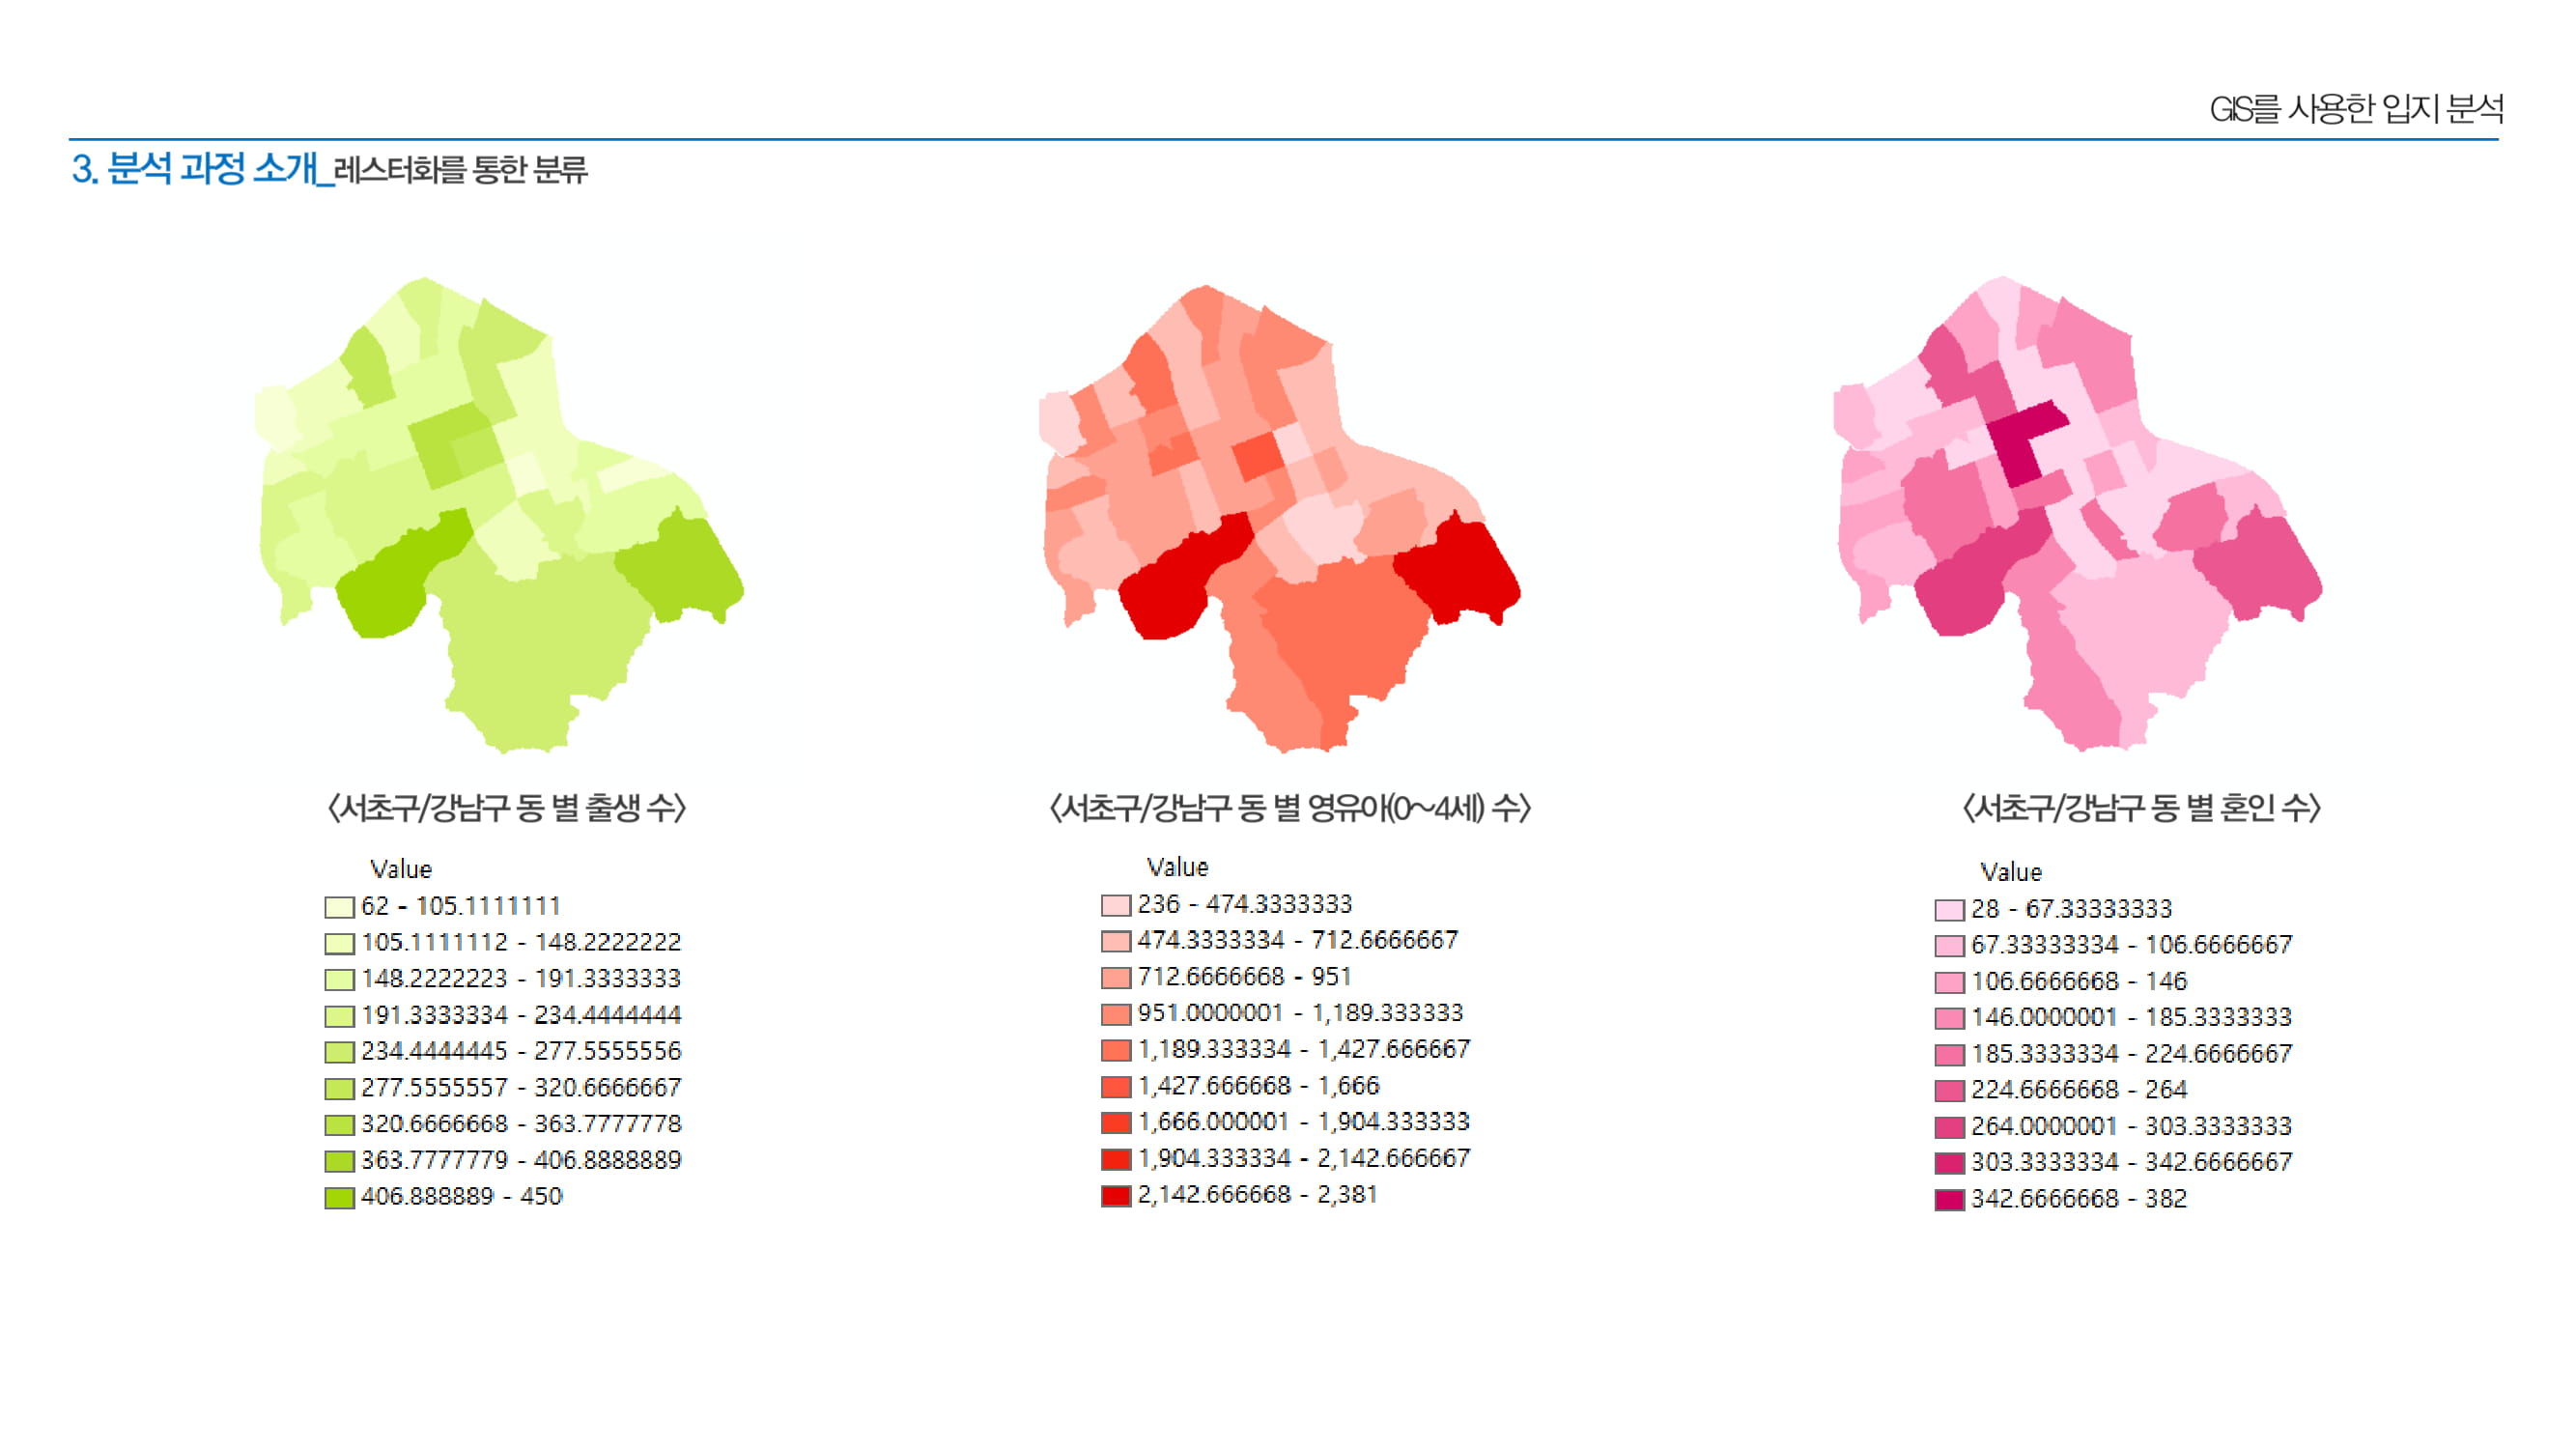 GIS를 사용한 입지 분석
3. 분석 과정 소개_레스터화를 통한 분류
<서초구/강남구 동 별 출생 수>
Value
62 - 105.1111111
105.1111112 - 148.2222222
148.2222223 - 191.3333333
191.3333334 - 234.4444444
234.4444445 - 277.5555556
277.5555557 - 320.6666667
320.6666668 - 363.7777778
363.7777779 - 406.8888889
406.888889 - 450
<서초구/강남구 동 별 영유아(0~4세) 수>
Value
236 - 474.3333333
474.3333334 - 712.6666667
712.6666668 - 951
951.0000001 - 1,189.333333
1,189.333334 - 1,427.666667
1,427.666668 - 1,666
1,666.000001 - 1,904.333333
1,904.333334 - 2,142.666667
2,142.666668 - 2,381
<서초구/강남구 동 별 혼인 수>
Value
28 - 67.33333333
67.33333334 - 106.6666667
106.6666668 - 146
146.0000001 - 185.3333333
185.3333334 - 224.6666667
224.6666668 - 264
264.0000001 - 303.3333333
303.3333334 - 342.6666667
342.6666668 - 382